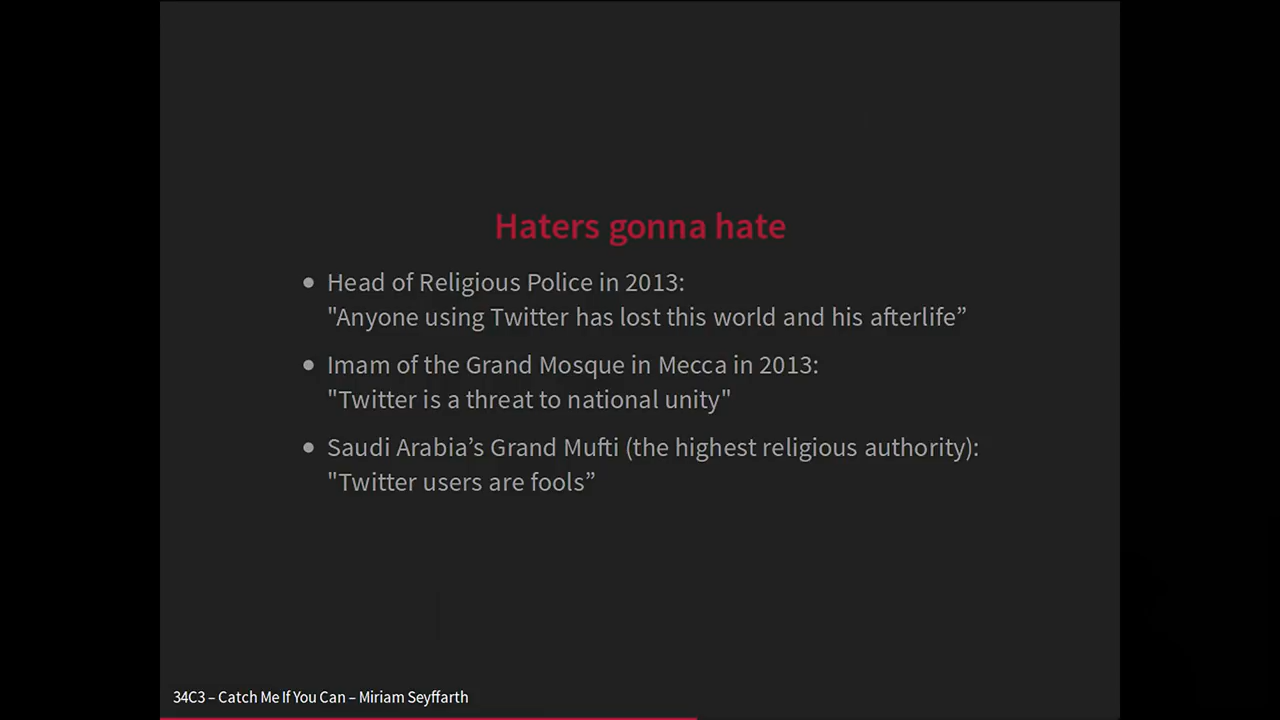 Haters gonna hate
• Head of Religious Police in 2013:
"Anyone using Twitter has lost this world and his afterlife”
• Imam of the Grand Mosque in Mecca in 2013:
"Twitter is a threat to national unity"
• Saudi Arabia’s Grand Mufti (the highest religious authority):
"Twitter users are fools”
34C3 – Catch Me If You Can – Miriam Seyffarth